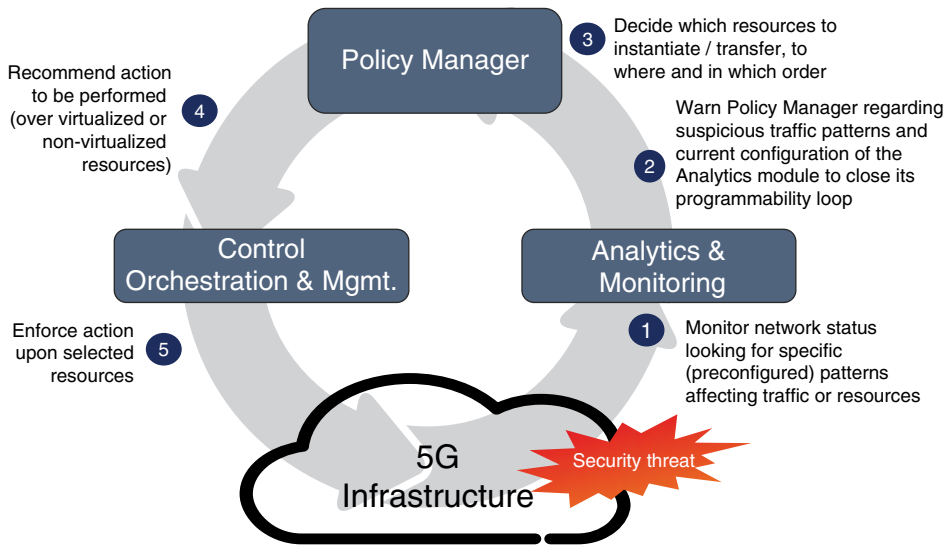 Policy Manager
3
Decide which resources to
instantiate / transfer, to
where and in which order
Recommend action
to be performed
(over virtualized or
non-virtualized
resources)
4
2
Warn Policy Manager regarding
suspicious traffic patterns and
current configuration of the
Analytics module to close its
programmability loop
Control
Orchestration & Mgmt.
Analytics &
Monitoring
Enforce action
upon selected
resources
5
1
Monitor network status
looking for specific
(preconfigured) patterns
affecting traffic or resources
5G
Infrastructure
Security threat